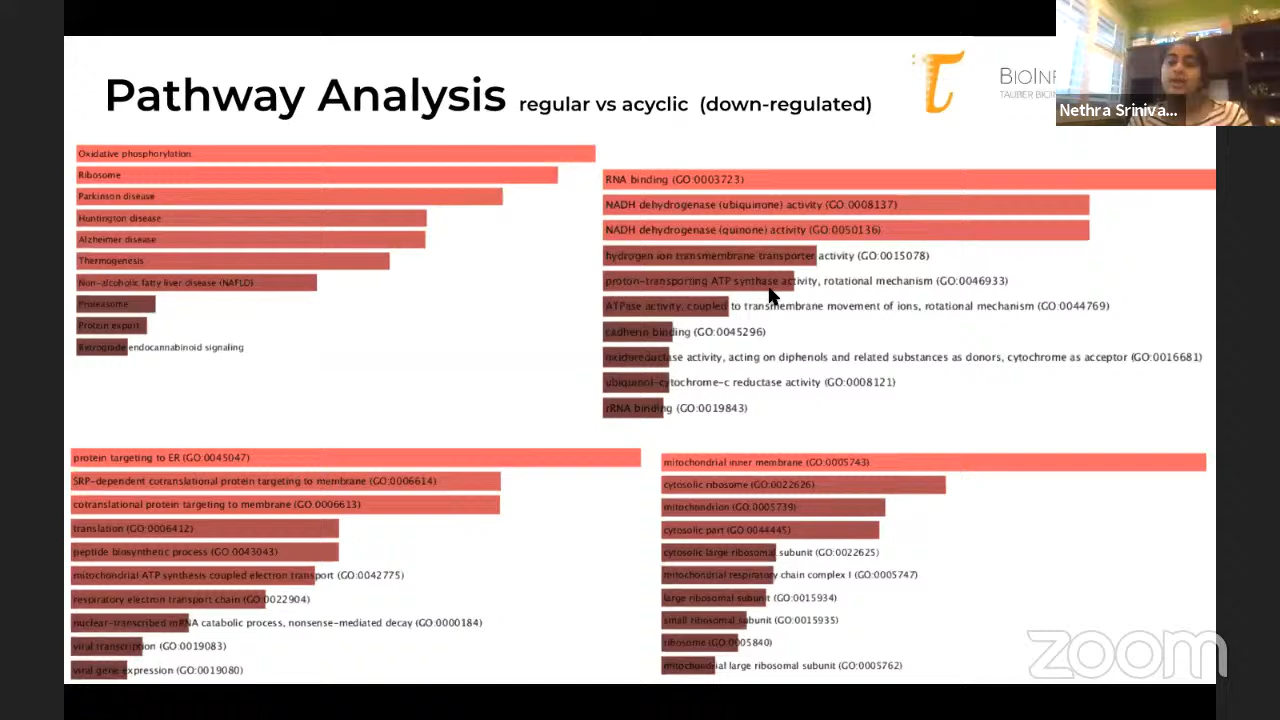 Pathway Analysis regular vs acyclic (down-regulated)
BIOINF
TAUBER BIOIN
Nethra Sriniva...
Oxidative phosphorylation
Ribosome
Parkinson disease
Huntington disease
Alzheimer disease
Thermogenesis
Non-alcoholic fatty liver disease (NAFLD)
Proteasome
Protein export
Retrograde endocannabinoid signaling
RNA binding (GO:0003723)
NADH dehydrogenase (ubiquinone) activity (GO:0008137)
NADH dehydrogenase (quinone) activity (GO:0050136)
hydrogen ion transmembrane transporter activity (GO:0015078)
proton-transporting ATP synthase activity, rotational mechanism (GO:0046933)
ATPase activity, coupled to transmembrane movement of ions, rotational mechanism (GO:0044769)
cadherin binding (GO:0045296)
oxidoreductase activity, acting on diphenols and related substances as donors, cytochrome as acceptor (GO:0016681)
ubiquinol-cytochrome-c reductase activity (GO:0008121)
rRNA binding (GO:0019843)
protein targeting to ER (GO:0045047)
SRP-dependent cotranslational protein targeting to membrane (GO:0006614)
cotranslational protein targeting to membrane (GO:0006613)
translation (GO:0006412)
peptide biosynthetic process (GO:0043043)
mitochondrial ATP synthesis coupled electron transport (GO:0042775)
respiratory electron transport chain (GO:0022904)
nuclear-transcribed mRNA catabolic process, nonsense-mediated decay (GO:0000184)
viral transcription (GO:0019083)
viral gene expression (GO:0019080)
mitochondrial inner membrane (GO:0005743)
cytosolic ribosome (GO:0022626)
mitochondrion (GO:0005739)
cytosolic part (GO:0044445)
cytosolic large ribosomal subunit (GO:0022625)
mitochondrial respiratory chain complex I (GO:0005747)
large ribosomal subunit (GO:0015934)
small ribosomal subunit (GO:0015935)
ribosome (GO:0005840)
mitochondrial large ribosomal subunit (GO:0005762)
zoom